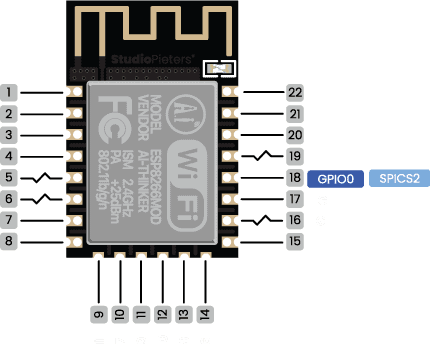 StudioPieters®
1
2
3
4
5
6
7
8
MODEL
VENDOR
ESP8266MOD
AI-THINKER
ISM 2.4GHz
PA +25dBm
802.11b/g/n
FC
Ai
WiFi
22
21
20
19
18 GPIO0 SPICS2
17
16
15
9
10
11
12
13
14